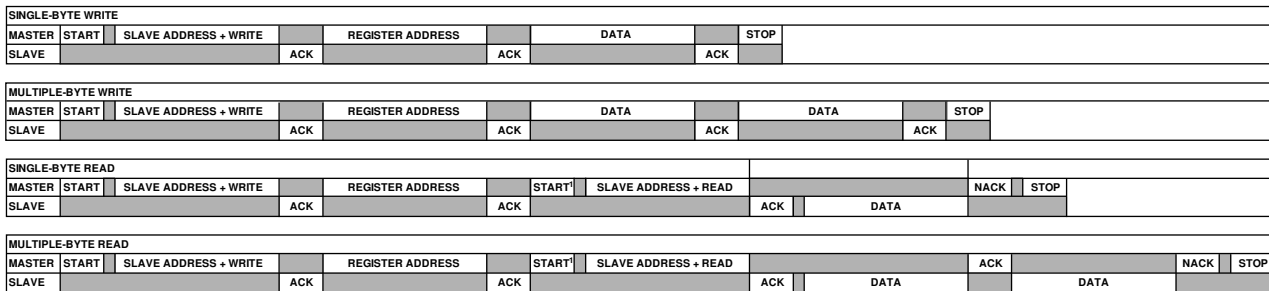 SINGLE-BYTE WRITE
MASTER START SLAVE ADDRESS + WRITE REGISTER ADDRESS DATA STOP
SLAVE ACK ACK ACK
MULTIPLE-BYTE WRITE
MASTER START SLAVE ADDRESS + WRITE REGISTER ADDRESS DATA DATA STOP
SLAVE ACK ACK ACK ACK
SINGLE-BYTE READ
MASTER START SLAVE ADDRESS + WRITE REGISTER ADDRESS START¹ SLAVE ADDRESS + READ NACK STOP
SLAVE ACK ACK ACK DATA
MULTIPLE-BYTE READ
MASTER START SLAVE ADDRESS + WRITE REGISTER ADDRESS START¹ SLAVE ADDRESS + READ ACK NACK STOP
SLAVE ACK ACK ACK DATA DATA